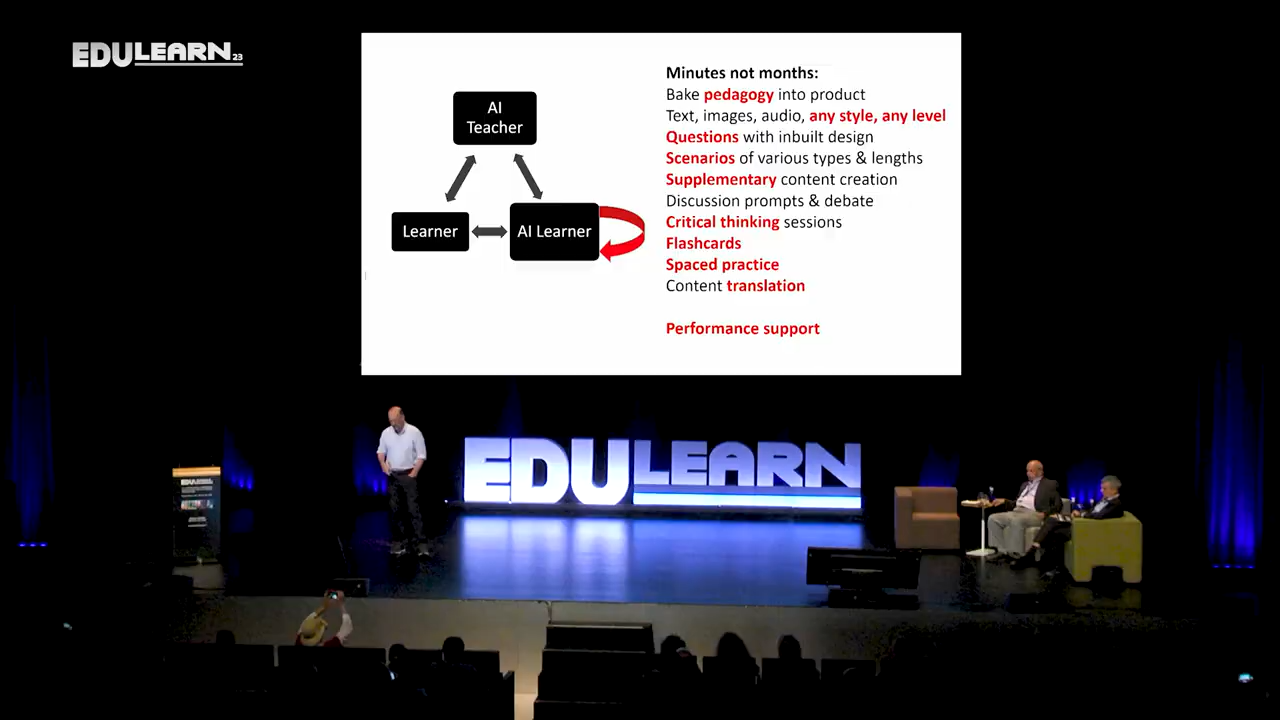 EDULEARN23
AI
Teacher
Learner
AI Learner
Minutes not months:
Bake pedagogy into product
Text, images, audio, any style, any level
Questions with inbuilt design
Scenarios of various types & lengths
Supplementary content creation
Discussion prompts & debate
Critical thinking sessions
Flashcards
Spaced practice
Content translation
Performance support
EDULEARN
EDULEARN